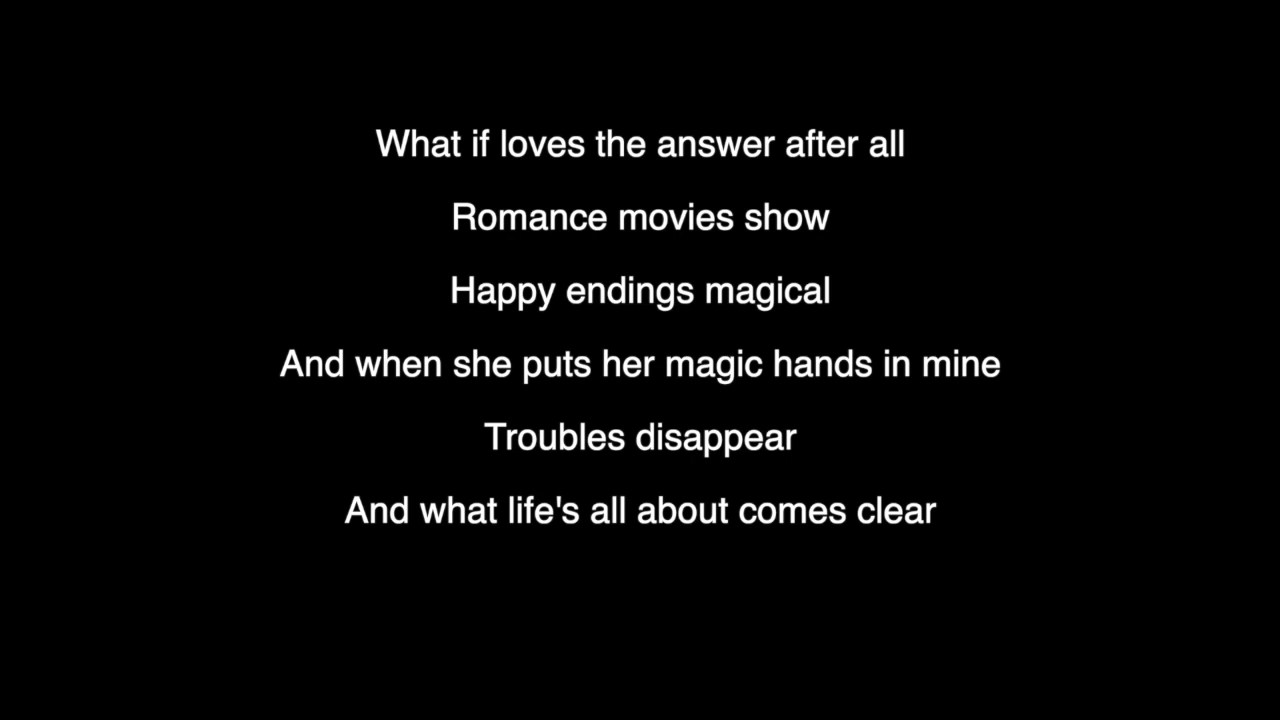 What if loves the answer after all
Romance movies show
Happy endings magical
And when she puts her magic hands in mine
Troubles disappear
And what life's all about comes clear